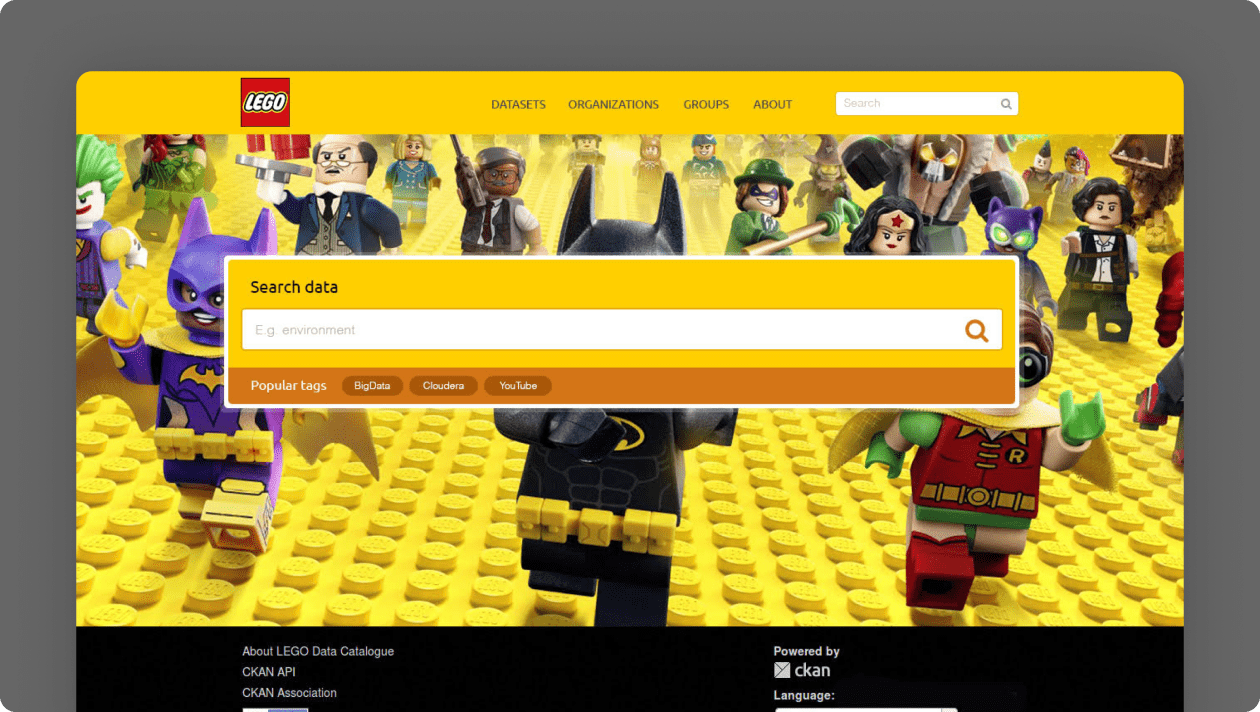 LEGO
DATASETS ORGANIZATIONS GROUPS ABOUT Search
Search data
E.g. environment
Popular tags BigData Cloudera YouTube
R
About LEGO Data Catalogue
CKAN API
CKAN Association
Powered by
ckan
Language: